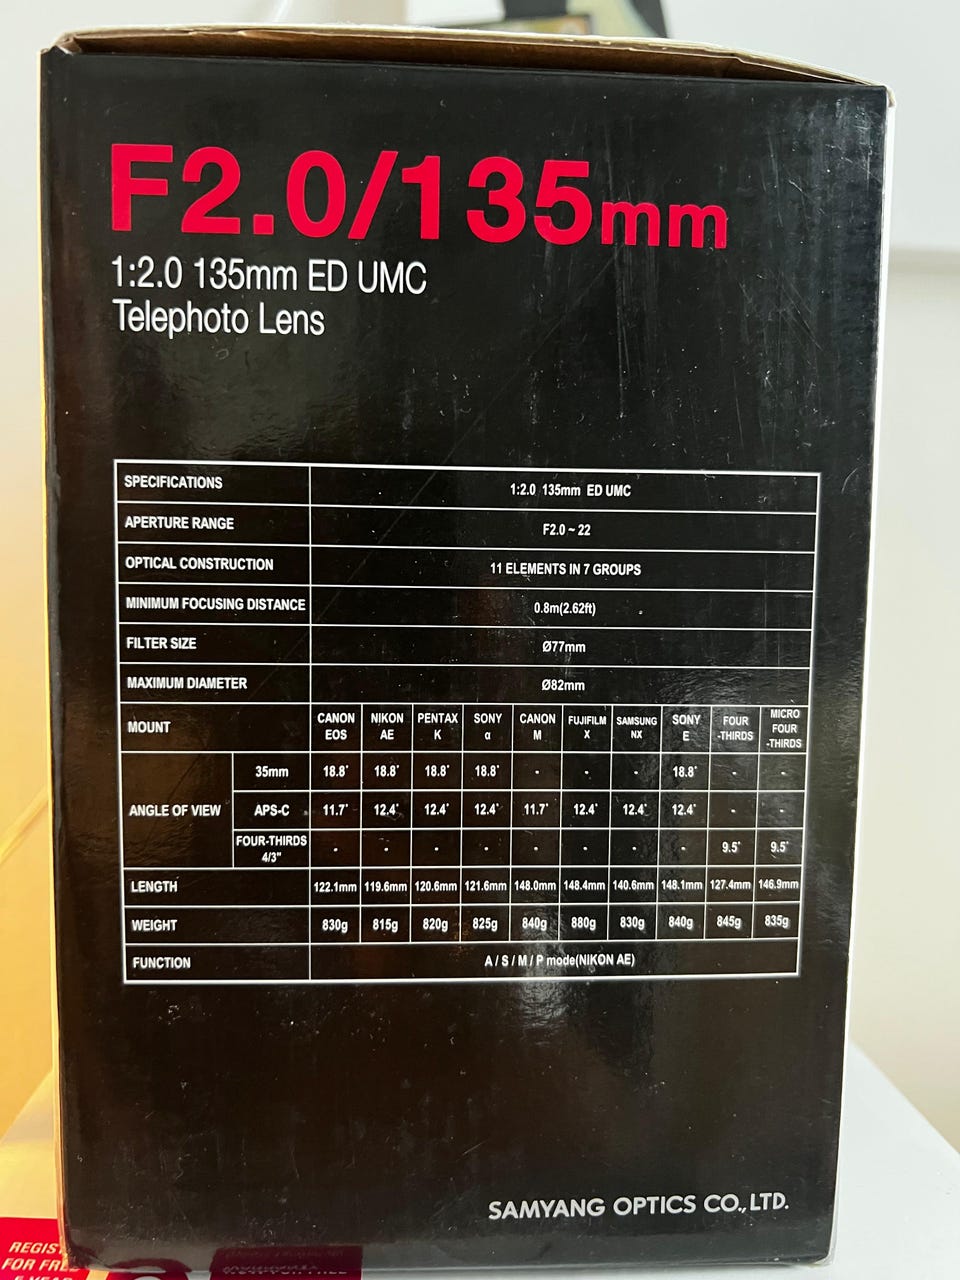 F2.0/135mm
1:2.0 135mm ED UMC
Telephoto Lens
SPECIFICATIONS 1:2.0 135mm ED UMC
APERTURE RANGE F2.0 ~ 22
OPTICAL CONSTRUCTION 11 ELEMENTS IN 7 GROUPS
MINIMUM FOCUSING DISTANCE 0.8m(2.62ft)
FILTER SIZE Ø77mm
MAXIMUM DIAMETER Ø82mm
MOUNT CANON EOS NIKON AE PENTAX K SONY α CANON M FUJIFILM X SAMSUNG NX SONY E FOUR -THIRDS MICRO FOUR -THIRDS
ANGLE OF VIEW
35mm 18.8° 18.8° 18.8° 18.8° - - - 18.8° - -
APS-C 11.7° 12.4° 12.4° 12.4° 11.7° 12.4° 12.4° 12.4° - -
FOUR-THIRDS 4/3" - - - - - - - - 9.5° 9.5°
LENGTH 122.1mm 119.6mm 120.6mm 121.6mm 148.0mm 148.4mm 140.6mm 148.1mm 127.4mm 146.9mm
WEIGHT 830g 815g 820g 825g 840g 880g 830g 840g 845g 835g
FUNCTION A / S / M / P mode(NIKON AE)
SAMYANG OPTICS CO., LTD.
REGIST
FOR FREE
5 YEAR